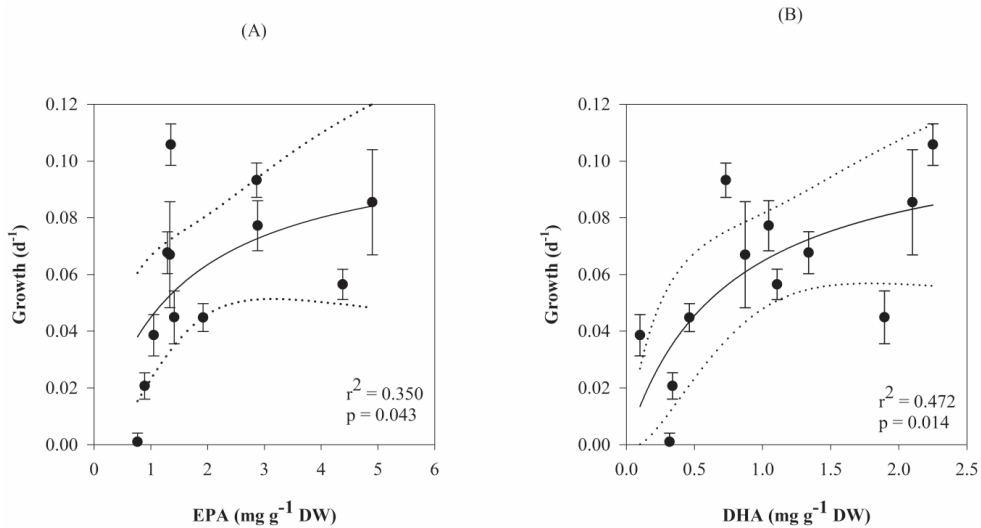 (A)
0.12
0.10
0.08
0.06
0.04
0.02
0.00
Growth (d⁻¹)
r² = 0.350
p = 0.043
0 1 2 3 4 5 6
EPA (mg g⁻¹ DW)
(B)
0.12
0.10
0.08
0.06
0.04
0.02
0.00
Growth (d⁻¹)
r² = 0.472
p = 0.014
0.0 0.5 1.0 1.5 2.0 2.5
DHA (mg g⁻¹ DW)